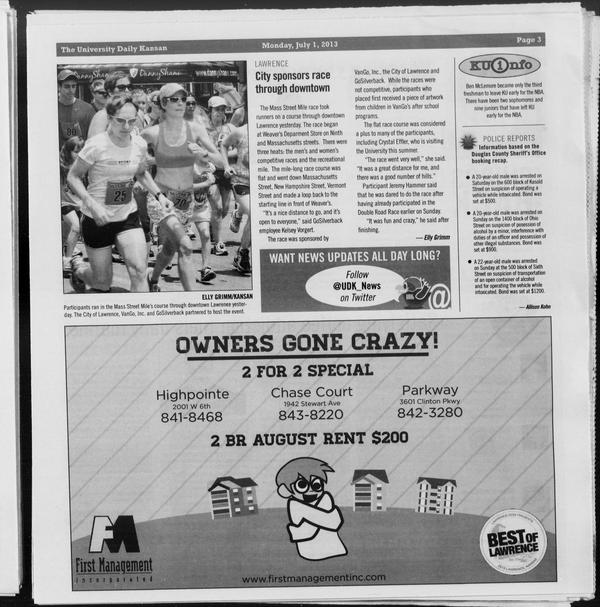 The University Daily Kansan
Monday, July 1, 2013
Page 3
ELLY GRIMM/KANSAN
Participants ran in the Mass Street Mile's course through downtown Lawrence yester-
day. The City of Lawrence, VanGo, Inc. and GoSilverback partnered to host the event.
LAWRENCE
City sponsors race
through downtown
The Mass Street Mile race took
runners on a course through downtown
Lawrence yesterday. The race began
at Weaver's Deparment Store on Ninth
and Massachusetts streets. There were
three heats: the men's and women's
competitive races and the recreational
mile. The mile-long race course was
flat and went down Massachusetts
Street, New Hampshire Street, Vermont
Street and made a loop back to the
starting line in front of Weaver's.
"It's a nice distance to go, and it's
open to everyone," said GoSilverback
employee Kelsey Vorgert.
The race was sponsored by
VanGo, Inc., the City of Lawrence and
GoSilverback. While the races were
not competitive, participants who
placed first received a piece of artwork
from children in VanGo's after school
programs.
The flat race course was considered
a plus to many of the participants,
including Crystal Effler, who is visiting
the University this summer.
"The race went very well," she said.
"It was a great distance for me, and
there was a good number of hills."
Participant Jeremy Hammer said
that he was dared to do the race after
having already participated in the
Double Road Race earlier on Sunday.
"It was fun and crazy," he said after
finishing.
— Elly Grimm
WANT NEWS UPDATES ALL DAY LONG?
Follow
@UDK_News
on Twitter
@
KU info
Ben McLemore became only the third
freshman to leave KU early for the NBA.
There have been two sophomores and
nine juniors that have left KU
early for the NBA.
POLICE REPORTS
Information based on the
Douglas County Sheriff's Office
booking recap.
• A 20-year-old male was arrested on
Saturday on the 600 block of Kasold
Street on suspicion of operating a
vehicle while intoxicated. Bond was
set at $500.
• A 20-year-old male was arrested on
Sunday on the 1400 block of Ohio
Street on suspicion of possession of
alcohol by a minor, interference with
duties of an officer and possession of
other illegal substances. Bond was
set at $900.
• A 22-year-old male was arrested
on Sunday at the 500 block of Sixth
Street on suspicion of transportation
of an open container of alcohol
and for operating the vehicle while
intoxicated. Bond was set at $1200.
— Allison Kohn
OWNERS GONE CRAZY!
2 FOR 2 SPECIAL
Highpointe
2001 W 6th
841-8468
Chase Court
1942 Stewart Ave
843-8220
Parkway
3601 Clinton Pkwy
842-3280
2 BR AUGUST RENT $200
First Management
incorporated
www.firstmanagementinc.com
BEST OF
LAWRENCE